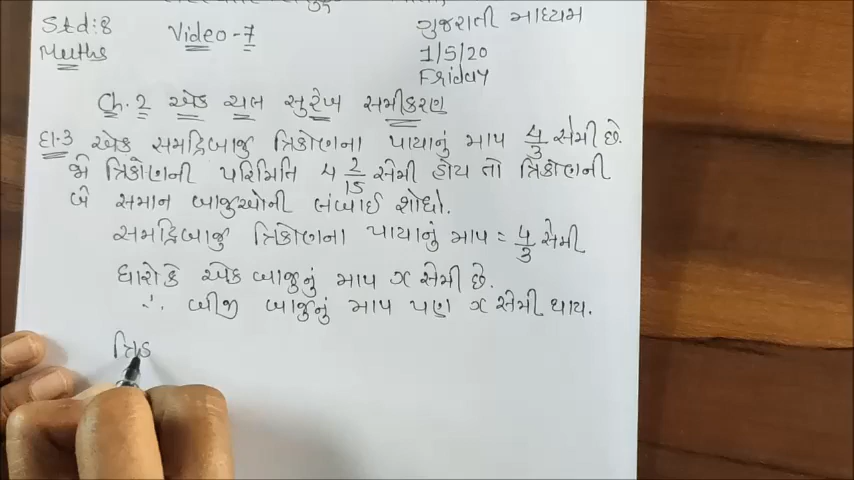 Std:8
Maths
Video-7
ગુજરાતી માધ્યમ
1/5/20
Friday
Ch.2 એક ચલ સુરેખ સમીકરણ
દા.3 એક સમદ્વિબાજુ ત્રિકોણના પાયાનું માપ 4/3 સેમી છે.
જો ત્રિકોણની પરિમિતિ 4 2/15 સેમી હોય તો ત્રિકોણની
બે સમાન બાજુઓની લંબાઈ શોધો.
સમદ્વિબાજુ ત્રિકોણના પાયાનું માપ = 4/3 સેમી
ધારોકે એક બાજુનું માપ x સેમી છે.
∴ બીજી બાજુનું માપ પણ x સેમી થાય.
ત્રિક